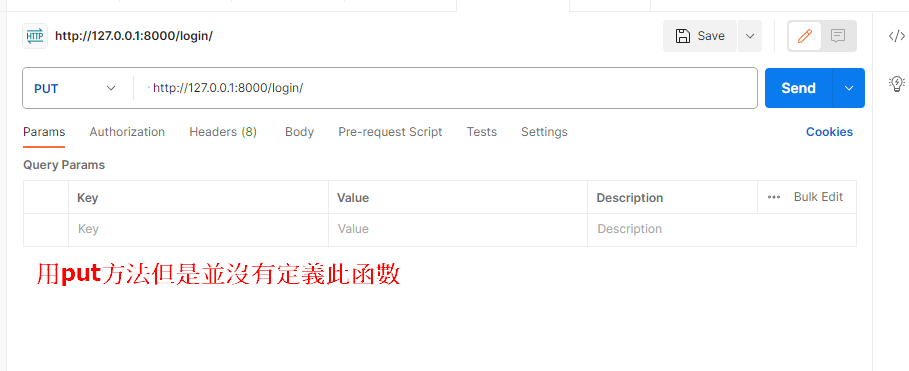 HTTP http://127.0.0.1:8000/login/ Save
PUT http://127.0.0.1:8000/login/ Send
Params Authorization Headers (8) Body Pre-request Script Tests Settings Cookies
Query Params
Key Value Description Bulk Edit
Key Value Description
用put方法但是並沒有定義此函數